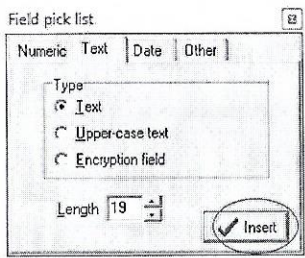 Field pick list
Numeric Text Date Other
Type
Text
Upper-case text
Encryption field
Length 19
Insert